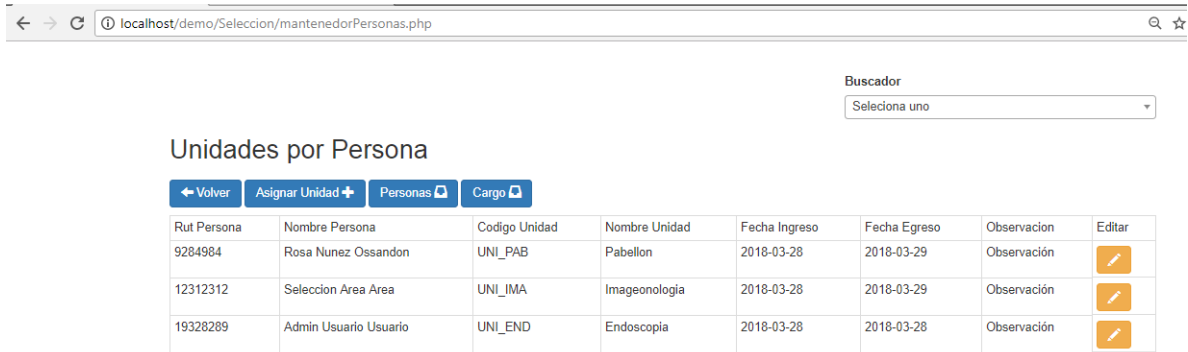 localhost/demo/Seleccion/mantenedorPersonas.php
Buscador
Seleciona uno
Unidades por Persona
Volver Asignar Unidad Personas Cargo
Rut Persona Nombre Persona Codigo Unidad Nombre Unidad Fecha Ingreso Fecha Egreso Observacion Editar
9284984 Rosa Nunez Ossandon UNI_PAB Pabellon 2018-03-28 2018-03-29 Observación
12312312 Seleccion Area Area UNI_IMA Imageonologia 2018-03-28 2018-03-29 Observación
19328289 Admin Usuario Usuario UNI_END Endoscopia 2018-03-28 2018-03-28 Observación